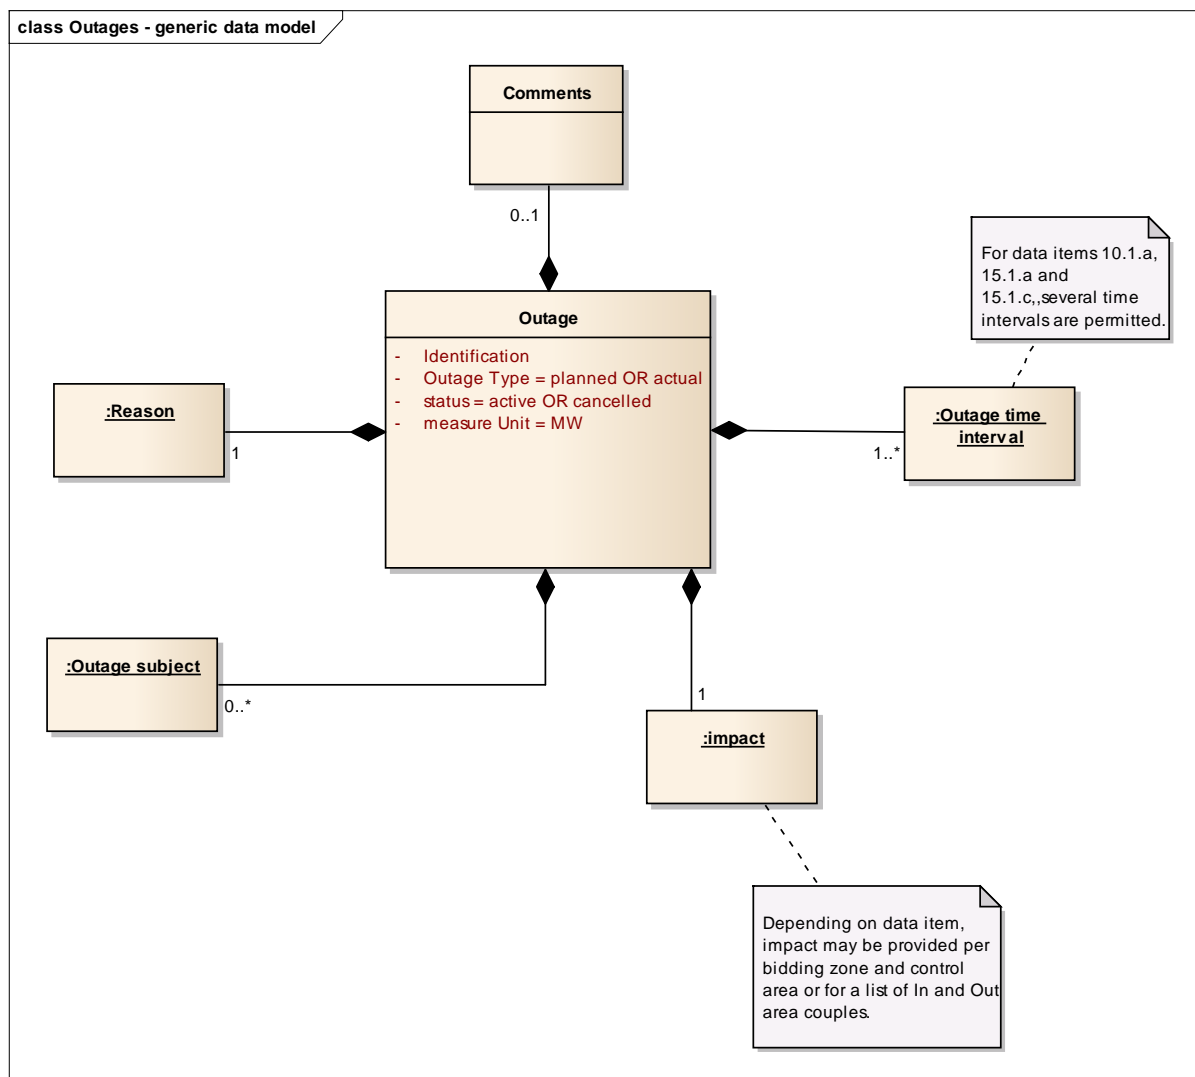 class Outages - generic data model
Comments
0..1
For data items 10.1.a,
15.1.a and
15.1.c,,several time
intervals are permitted.
Outage
- Identification
- Outage Type = planned OR actual
- status = active OR cancelled
- measure Unit = MW
:Reason
1
:Outage time
interval
1..*
:Outage subject
0..*
1
:impact
Depending on data item,
impact may be provided per
bidding zone and control
area or for a list of In and Out
area couples.